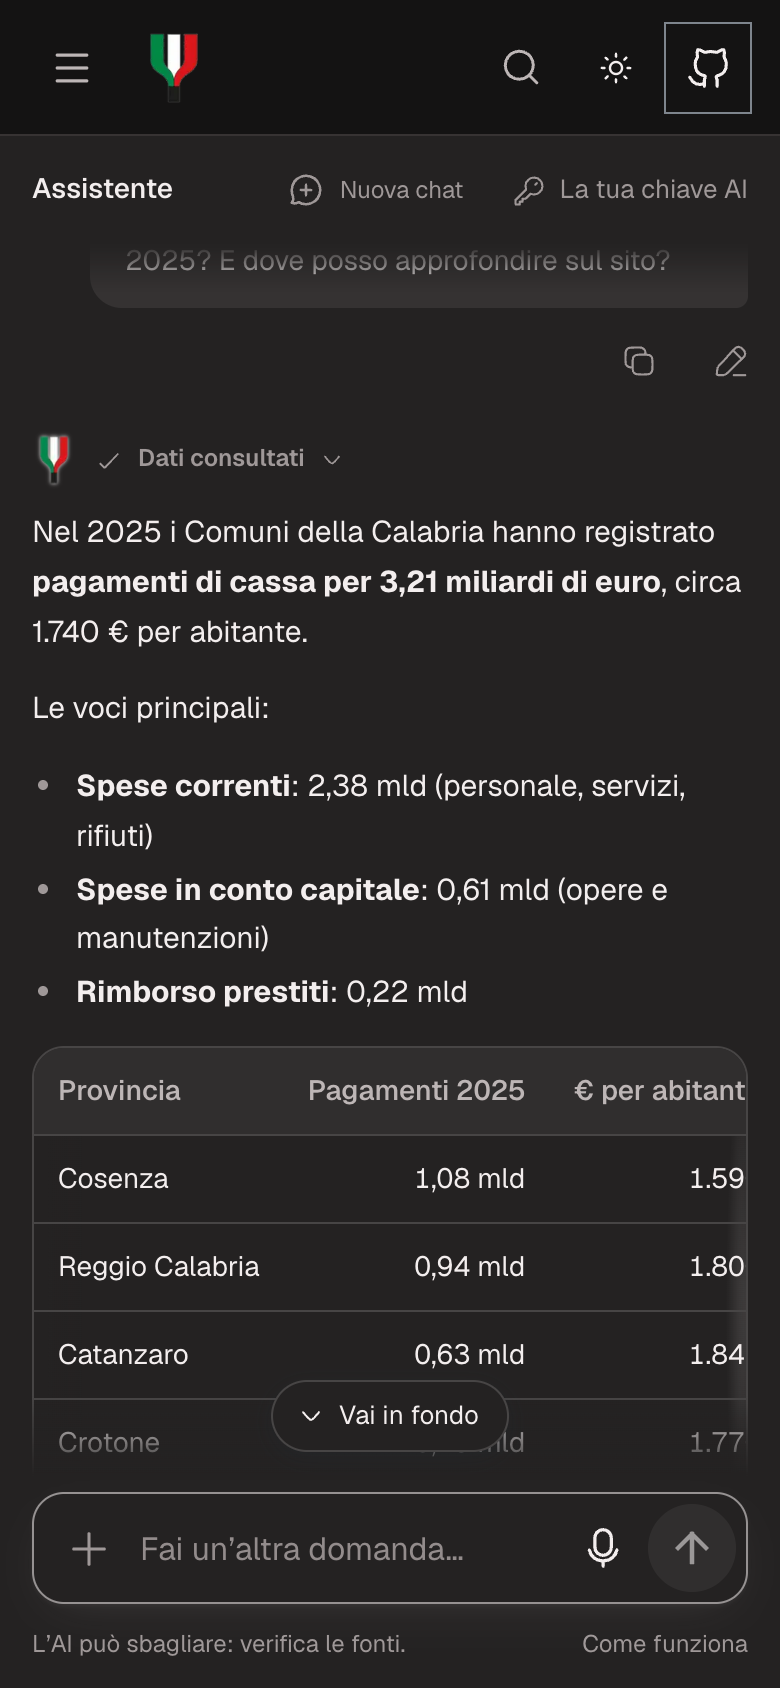 Assistente
Nuova chat
La tua chiave AI
2025? E dove posso approfondire sul sito?
Dati consultati
Nel 2025 i Comuni della Calabria hanno registrato
pagamenti di cassa per 3,21 miliardi di euro, circa
1.740 € per abitante.
Le voci principali:
Spese correnti: 2,38 mld (personale, servizi,
rifiuti)
Spese in conto capitale: 0,61 mld (opere e
manutenzioni)
Rimborso prestiti: 0,22 mld
Provincia Pagamenti 2025 € per abitant
Cosenza 1,08 mld 1.59
Reggio Calabria 0,94 mld 1.80
Catanzaro 0,63 mld 1.84
Vai in fondo
Crotone 1.77
Fai un’altra domanda…
L’AI può sbagliare: verifica le fonti.
Come funziona